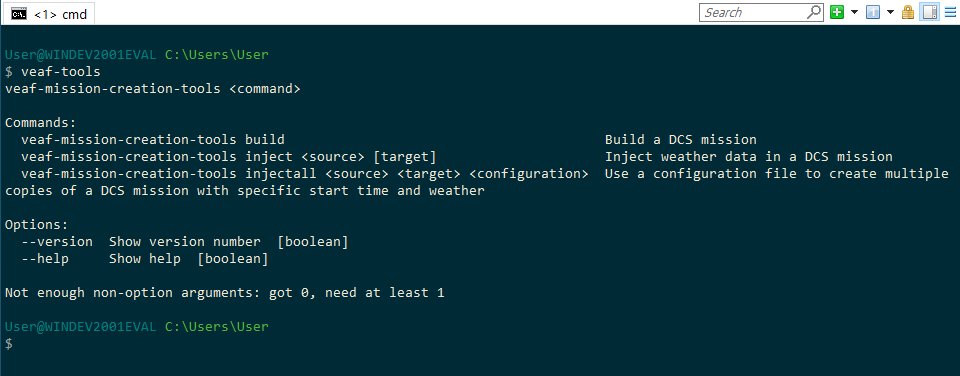 <1> cmd
Search
User@WINDEV2001EVAL C:\Users\User
$ veaf-tools
veaf-mission-creation-tools <command>
Commands:
veaf-mission-creation-tools build Build a DCS mission
veaf-mission-creation-tools inject <source> [target] Inject weather data in a DCS mission
veaf-mission-creation-tools injectall <source> <target> <configuration> Use a configuration file to create multiple
copies of a DCS mission with specific start time and weather
Options:
--version Show version number [boolean]
--help Show help [boolean]
Not enough non-option arguments: got 0, need at least 1
User@WINDEV2001EVAL C:\Users\User
$